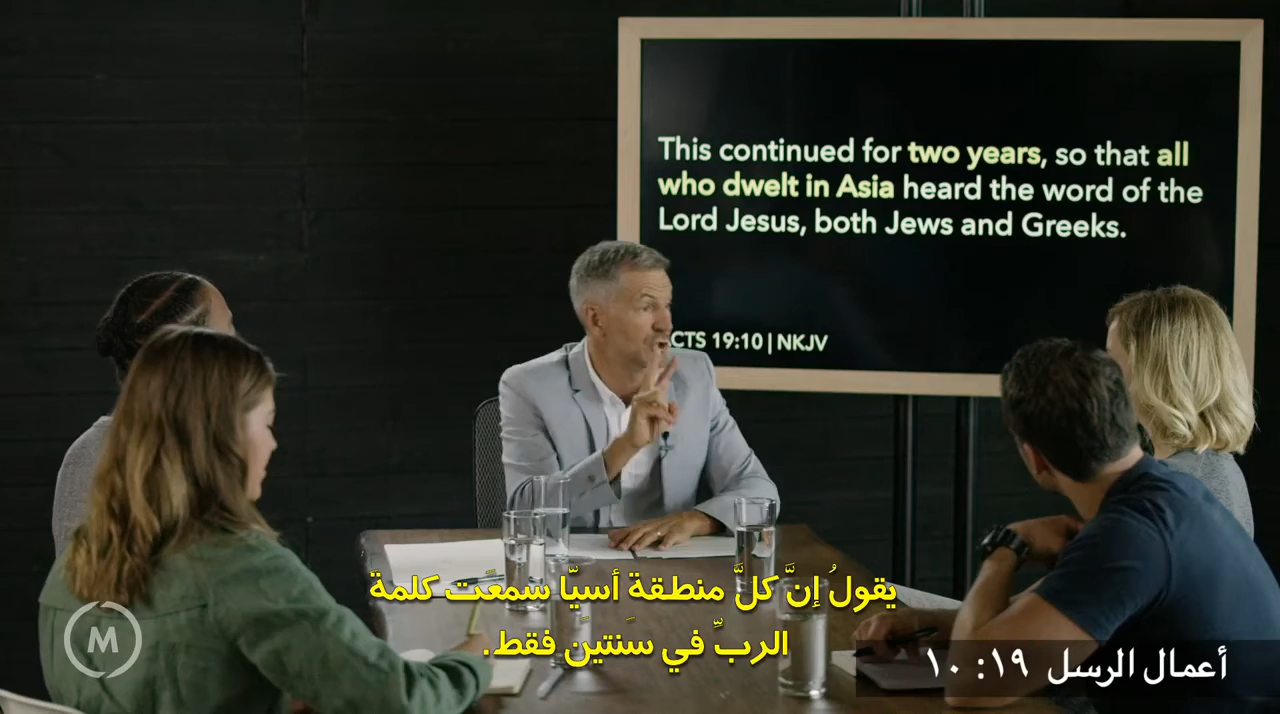 This continued for two years, so that all
who dwelt in Asia heard the word of the
Lord Jesus, both Jews and Greeks.
CTS 19:10 | NKJV
يقولُ إنَّ كلَّ منطقة أسيّا سمعَت كلمة
الربِّ في سنَتينَ فقط.
أعمال الرسل ١٩: ١٠
M